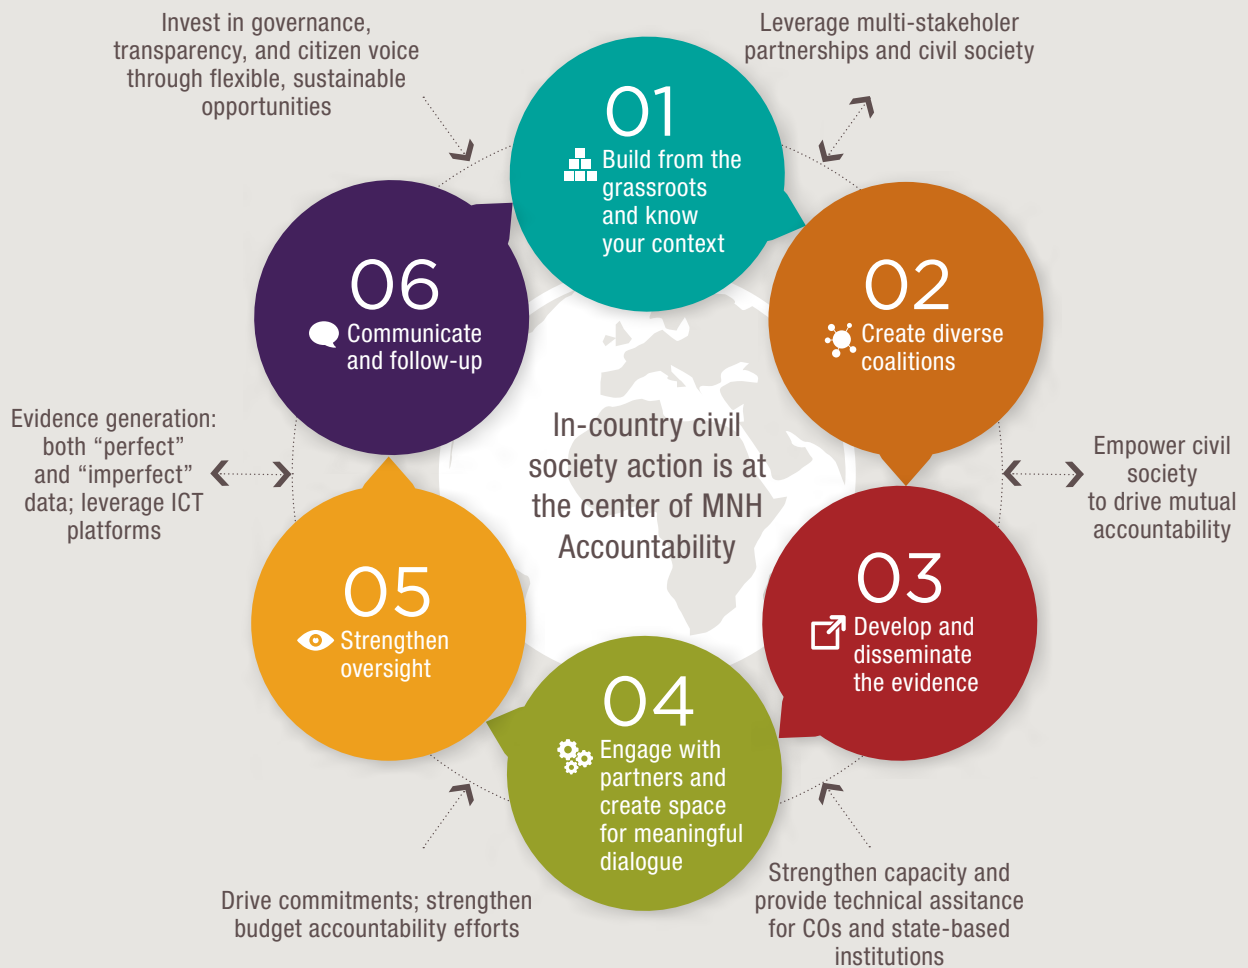 Invest in governance,
transparency, and citizen voice
through flexible, sustainable
opportunities
Leverage multi-stakeholer
partnerships and civil society
01
Build from the
grassroots
and know
your context
02
Create diverse
coalitions
Empower civil
society
to drive mutual
accountability
03
Develop and
disseminate
the evidence
Strengthen capacity and
provide technical assitance
for COs and state-based
institutions
04
Engage with
partners and
create space
for meaningful
dialogue
Drive commitments; strengthen
budget accountability efforts
05
Strengthen
oversight
Evidence generation:
both “perfect”
and “imperfect”
data; leverage ICT
platforms
06
Communicate
and follow-up
In-country civil
society action is at
the center of MNH
Accountability